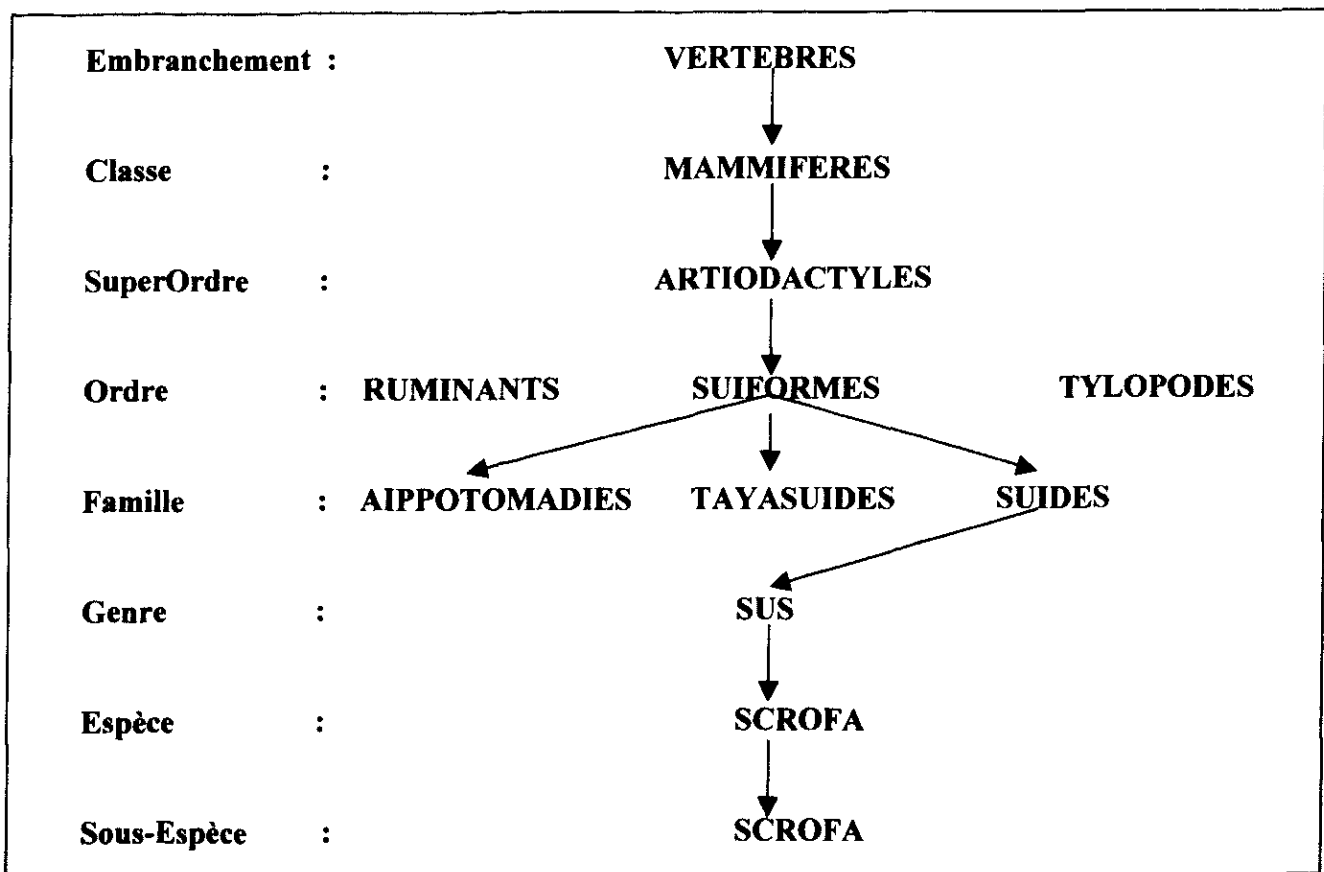 Embranchement : VERTEBRES
Classe : MAMMIFERES
SuperOrdre : ARTIODACTYLES
Ordre : RUMINANTS SUIFORMES TYLOPODES
Famille : AIPPOTOMADIES TAYASUIDES SUIDES
Genre : SUS
Espèce : SCROFA
Sous-Espèce : SCROFA